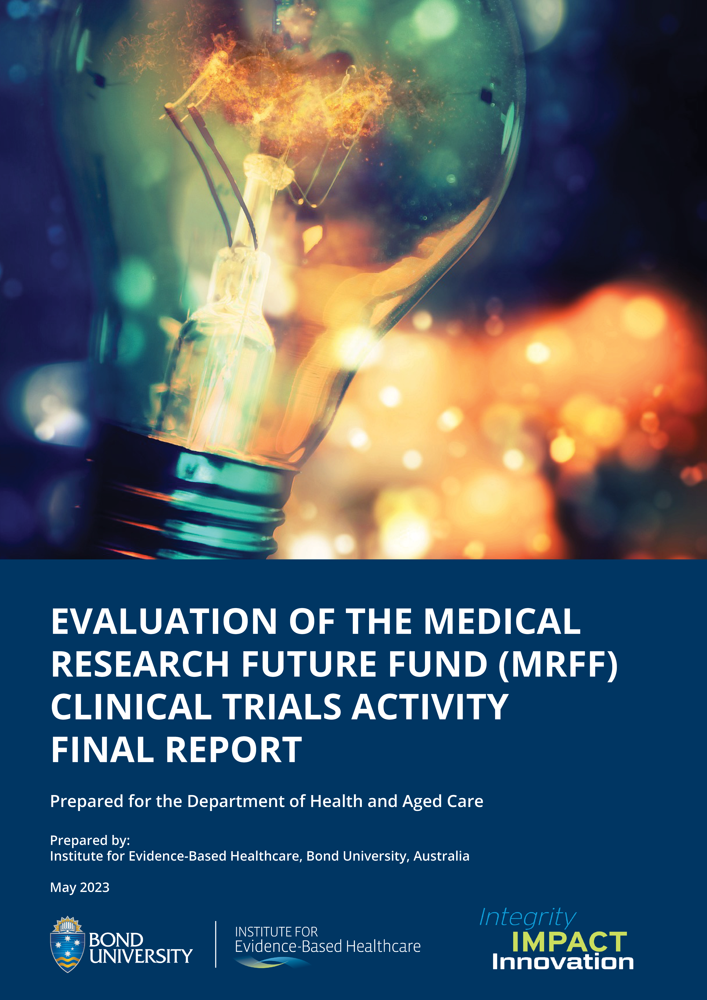 EVALUATION OF THE MEDICAL
RESEARCH FUTURE FUND (MRFF)
CLINICAL TRIALS ACTIVITY
FINAL REPORT
Prepared for the Department of Health and Aged Care
Prepared by:
Institute for Evidence-Based Healthcare, Bond University, Australia
May 2023
BOND
UNIVERSITY
INSTITUTE FOR
Evidence-Based Healthcare
Integrity
IMPACT
Innovation